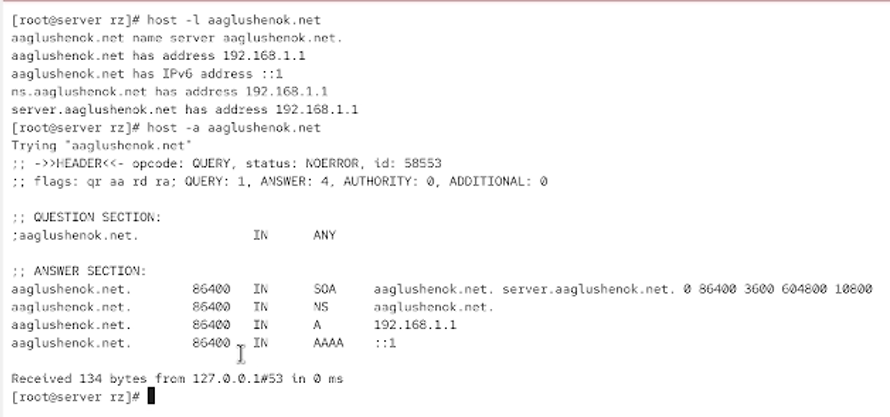 [root@server rz]# host -l aaglushenok.net
aaglushenok.net name server aaglushenok.net.
aaglushenok.net has address 192.168.1.1
aaglushenok.net has IPv6 address ::1
ns.aaglushenok.net has address 192.168.1.1
server.aaglushenok.net has address 192.168.1.1
[root@server rz]# host -a aaglushenok.net
Trying "aaglushenok.net"
;; ->>HEADER<<- opcode: QUERY, status: NOERROR, id: 58553
;; flags: qr aa rd ra; QUERY: 1, ANSWER: 4, AUTHORITY: 0, ADDITIONAL: 0
;; QUESTION SECTION:
;aaglushenok.net. IN ANY
;; ANSWER SECTION:
aaglushenok.net. 86400 IN SOA aaglushenok.net. server.aaglushenok.net. 0 86400 3600 604800 10800
aaglushenok.net. 86400 IN NS aaglushenok.net.
aaglushenok.net. 86400 IN A 192.168.1.1
aaglushenok.net. 86400 IN AAAA ::1
Received 134 bytes from 127.0.0.1#53 in 0 ms
[root@server rz]#